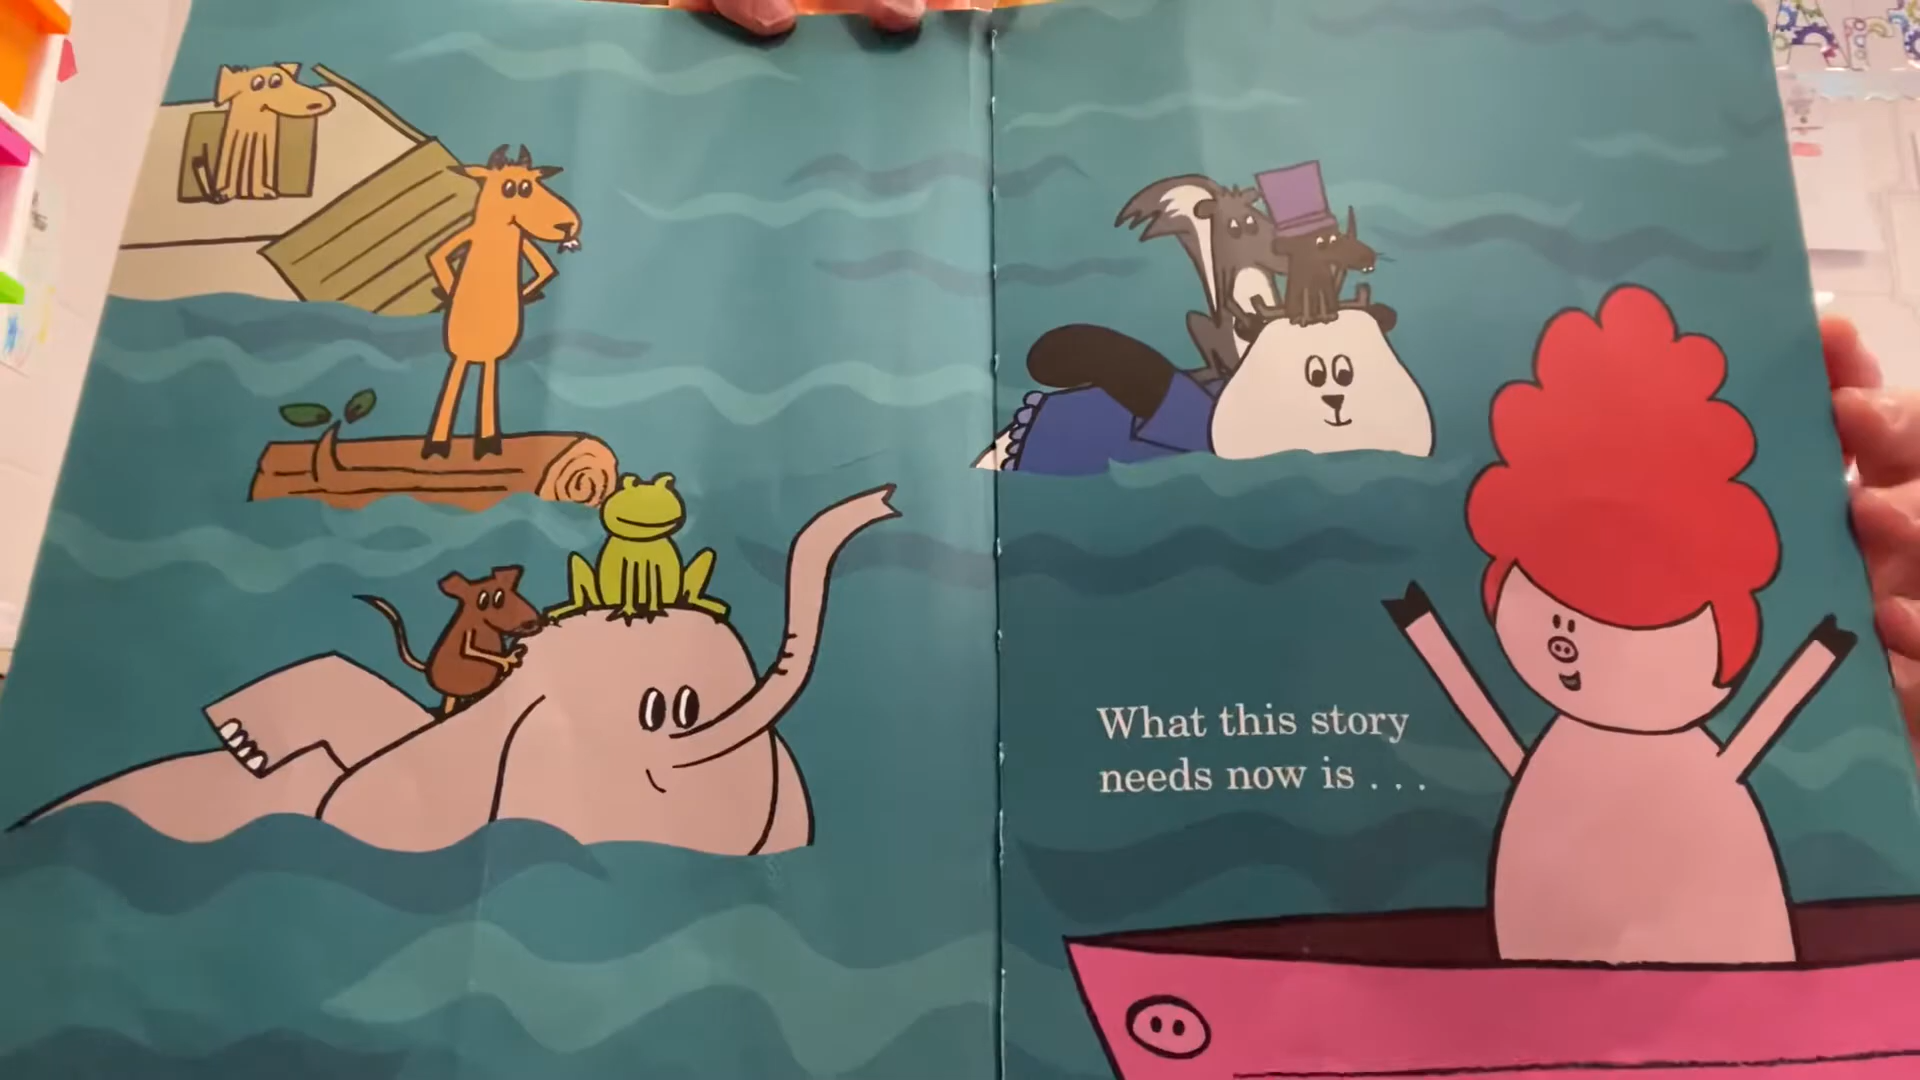 What this story
needs now is . . .